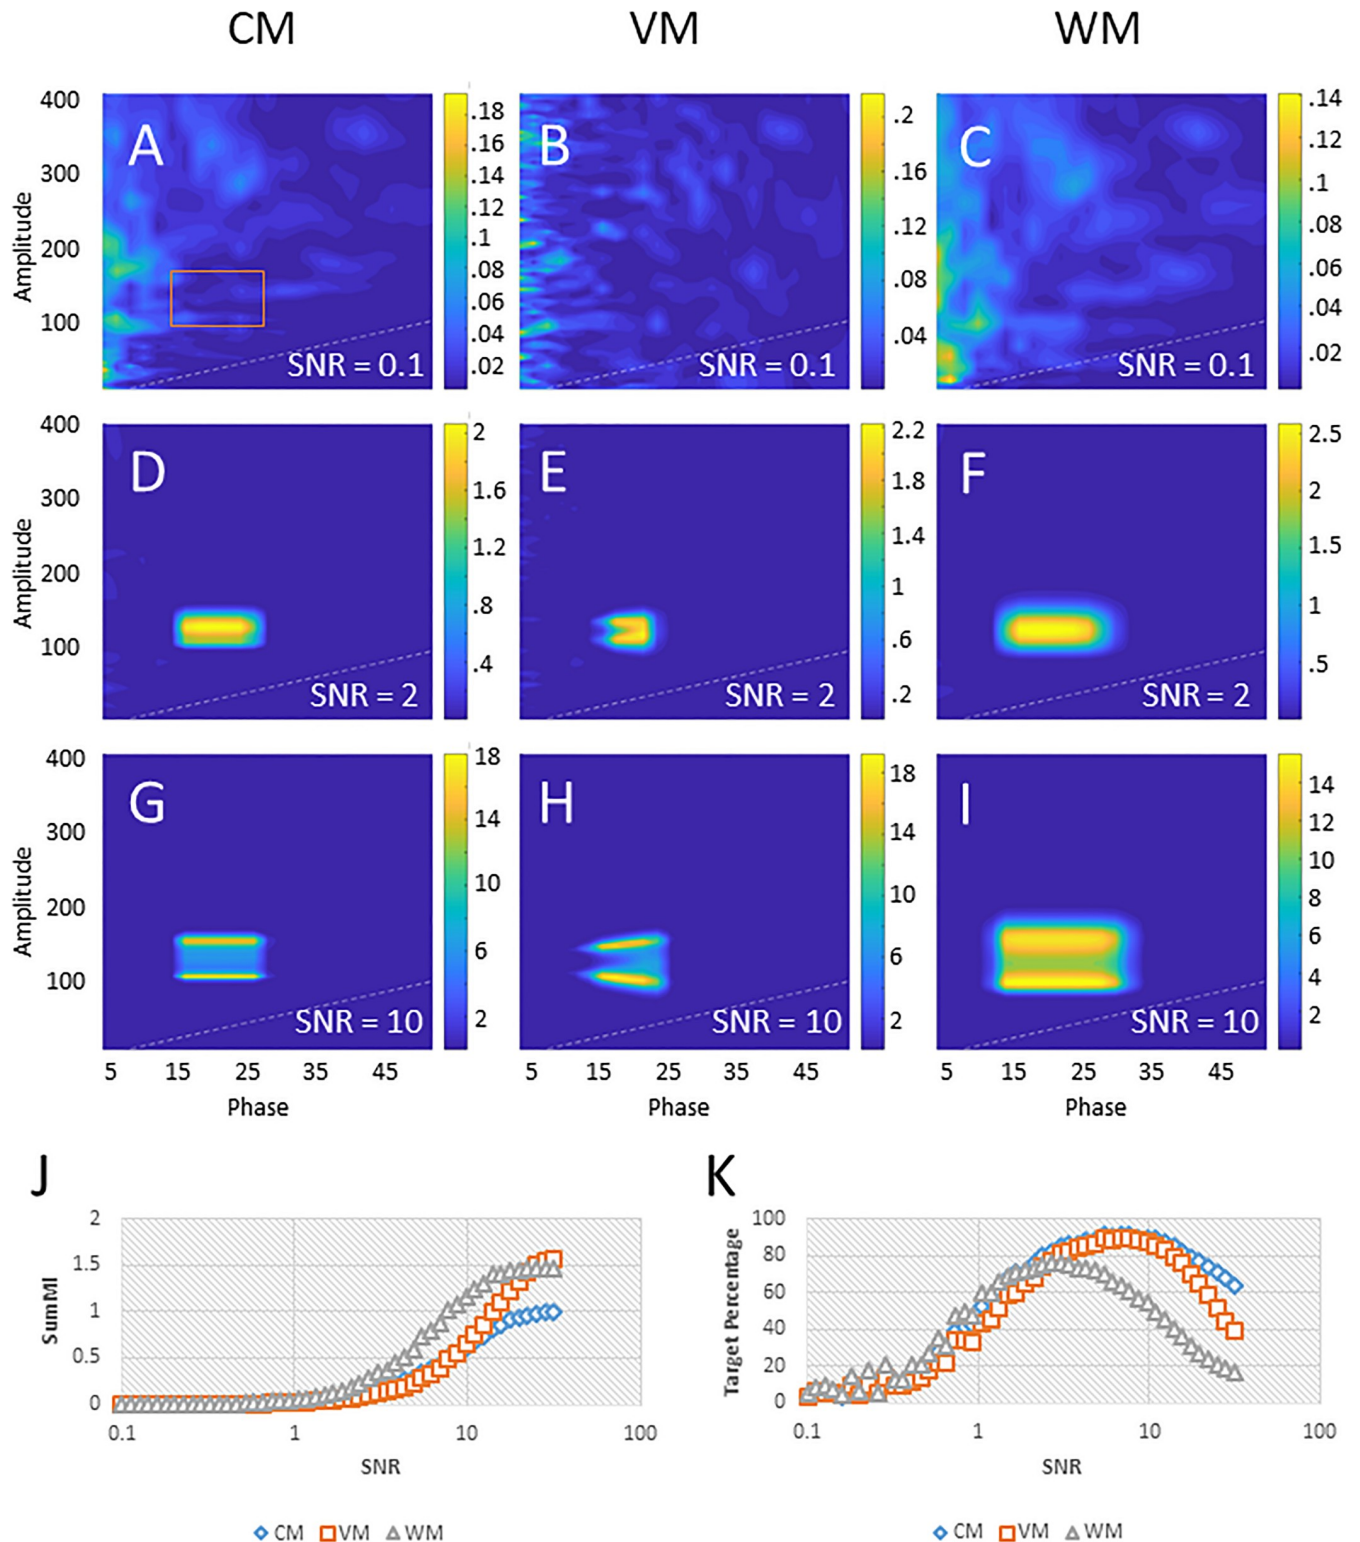 CM VM WM
400
300
200
100
Amplitude
A
SNR = 0.1
.18
.16
.14
.12
.1
.08
.06
.04
.02
B
SNR = 0.1
.2
.16
.12
.08
.04
C
SNR = 0.1
.14
.12
.1
.08
.06
.04
.02
400
300
200
100
Amplitude
D
SNR = 2
2
1.6
1.2
.8
.4
E
SNR = 2
2.2
1.8
1.4
1
.6
.2
F
SNR = 2
2.5
2
1.5
1
.5
400
300
200
100
Amplitude
G
SNR = 10
18
14
10
6
2
H
SNR = 10
18
14
10
6
2
I
SNR = 10
14
12
10
8
6
4
2
5 15 25 35 45
Phase
5 15 25 35 45
Phase
5 15 25 35 45
Phase
J
SumMI
2
1.5
1
0.5
0
0.1 1 10 100
SNR
CM VM WM
K
Target Percentage
100
80
60
40
20
0
0.1 1 10 100
SNR
CM VM WM